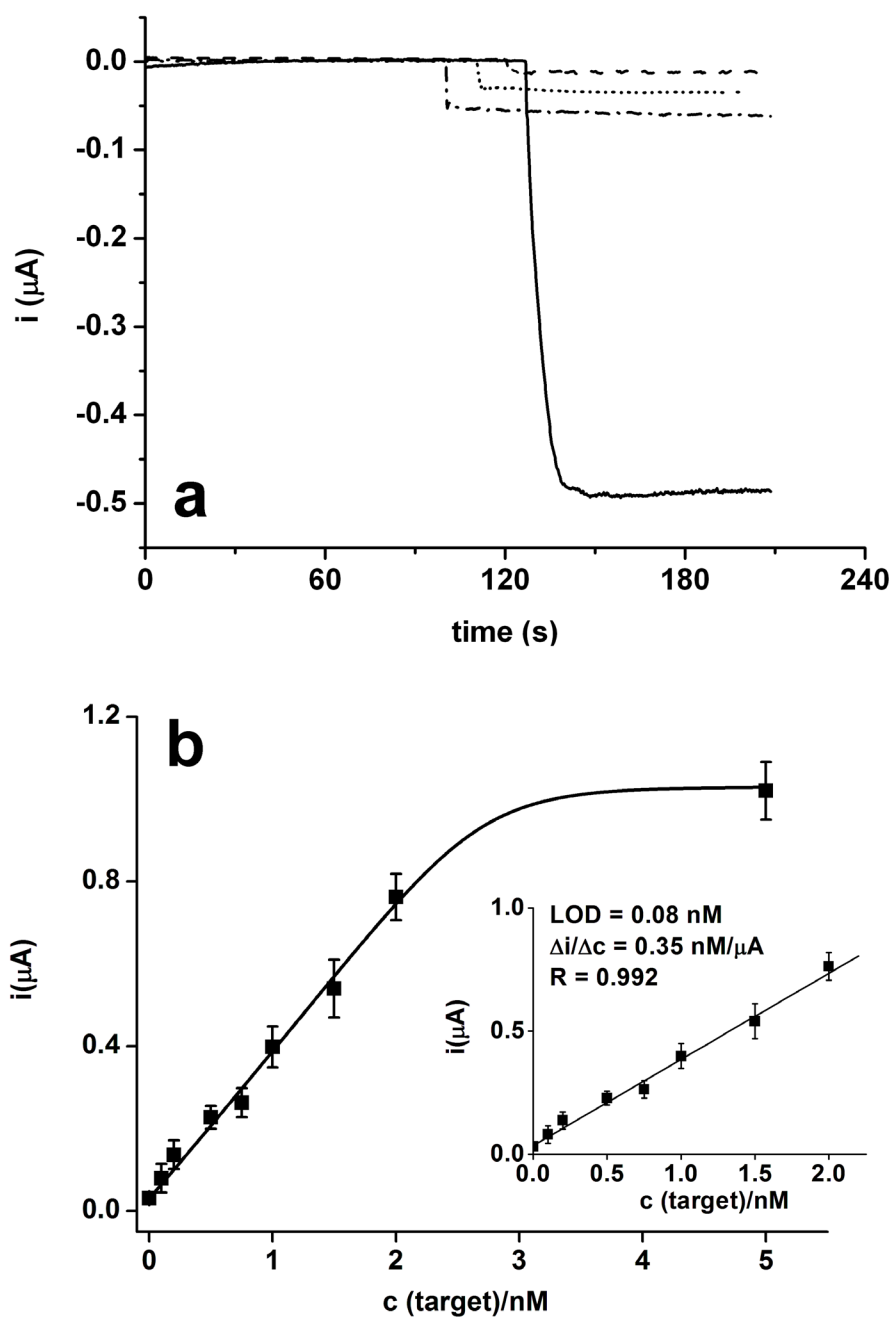 0.0
-0.1
-0.2
-0.3
-0.4
-0.5
i (μA)
a
0 60 120 180 240
time (s)
b
1.2
0.8
0.4
0.0
i(μA)
LOD = 0.08 nM
Δi/Δc = 0.35 nM/μA
R = 0.992
1.0
0.5
0.0
i(μA)
0.0 0.5 1.0 1.5 2.0
c (target)/nM
0 1 2 3 4 5
c (target)/nM